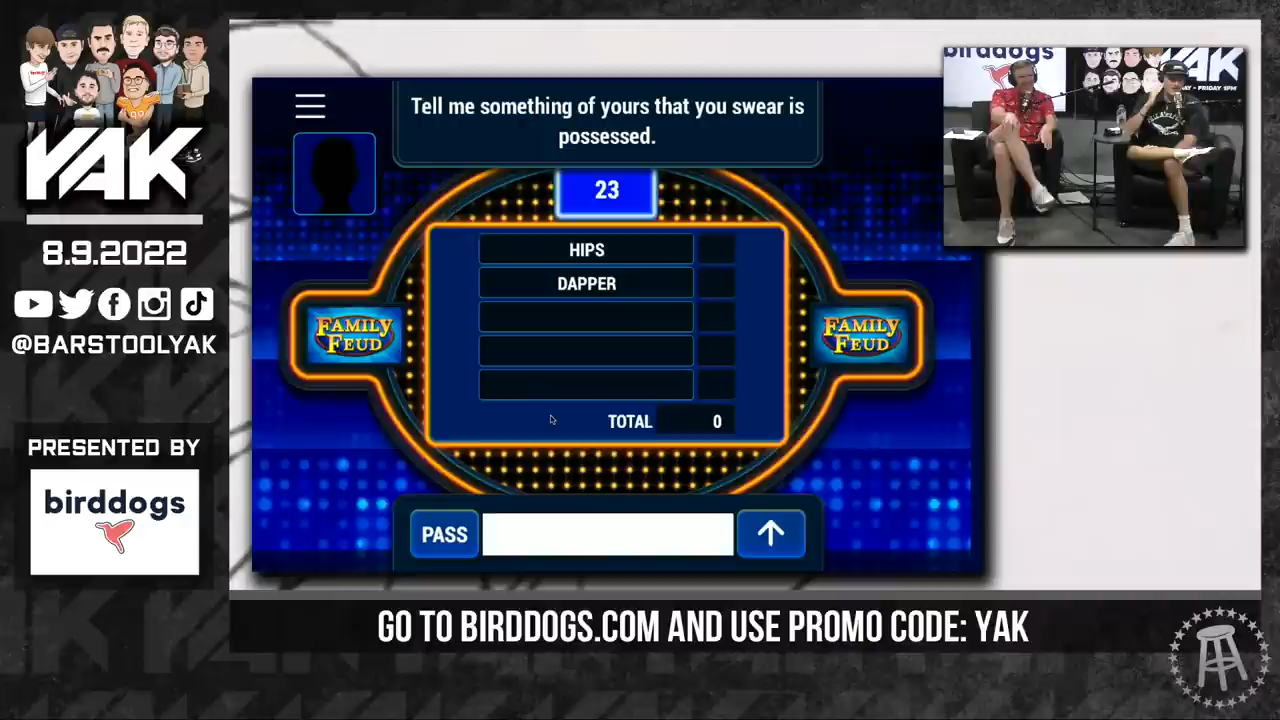 YAK
8.9.2022
@BARSTOOLYAK
PRESENTED BY
birddogs
Tell me something of yours that you swear is
possessed.
23
HIPS
DAPPER
FAMILY
FEUD
FAMILY
FEUD
TOTAL 0
PASS
birddogs
YAK
GO TO BIRDDOGS.COM AND USE PROMO CODE: YAK